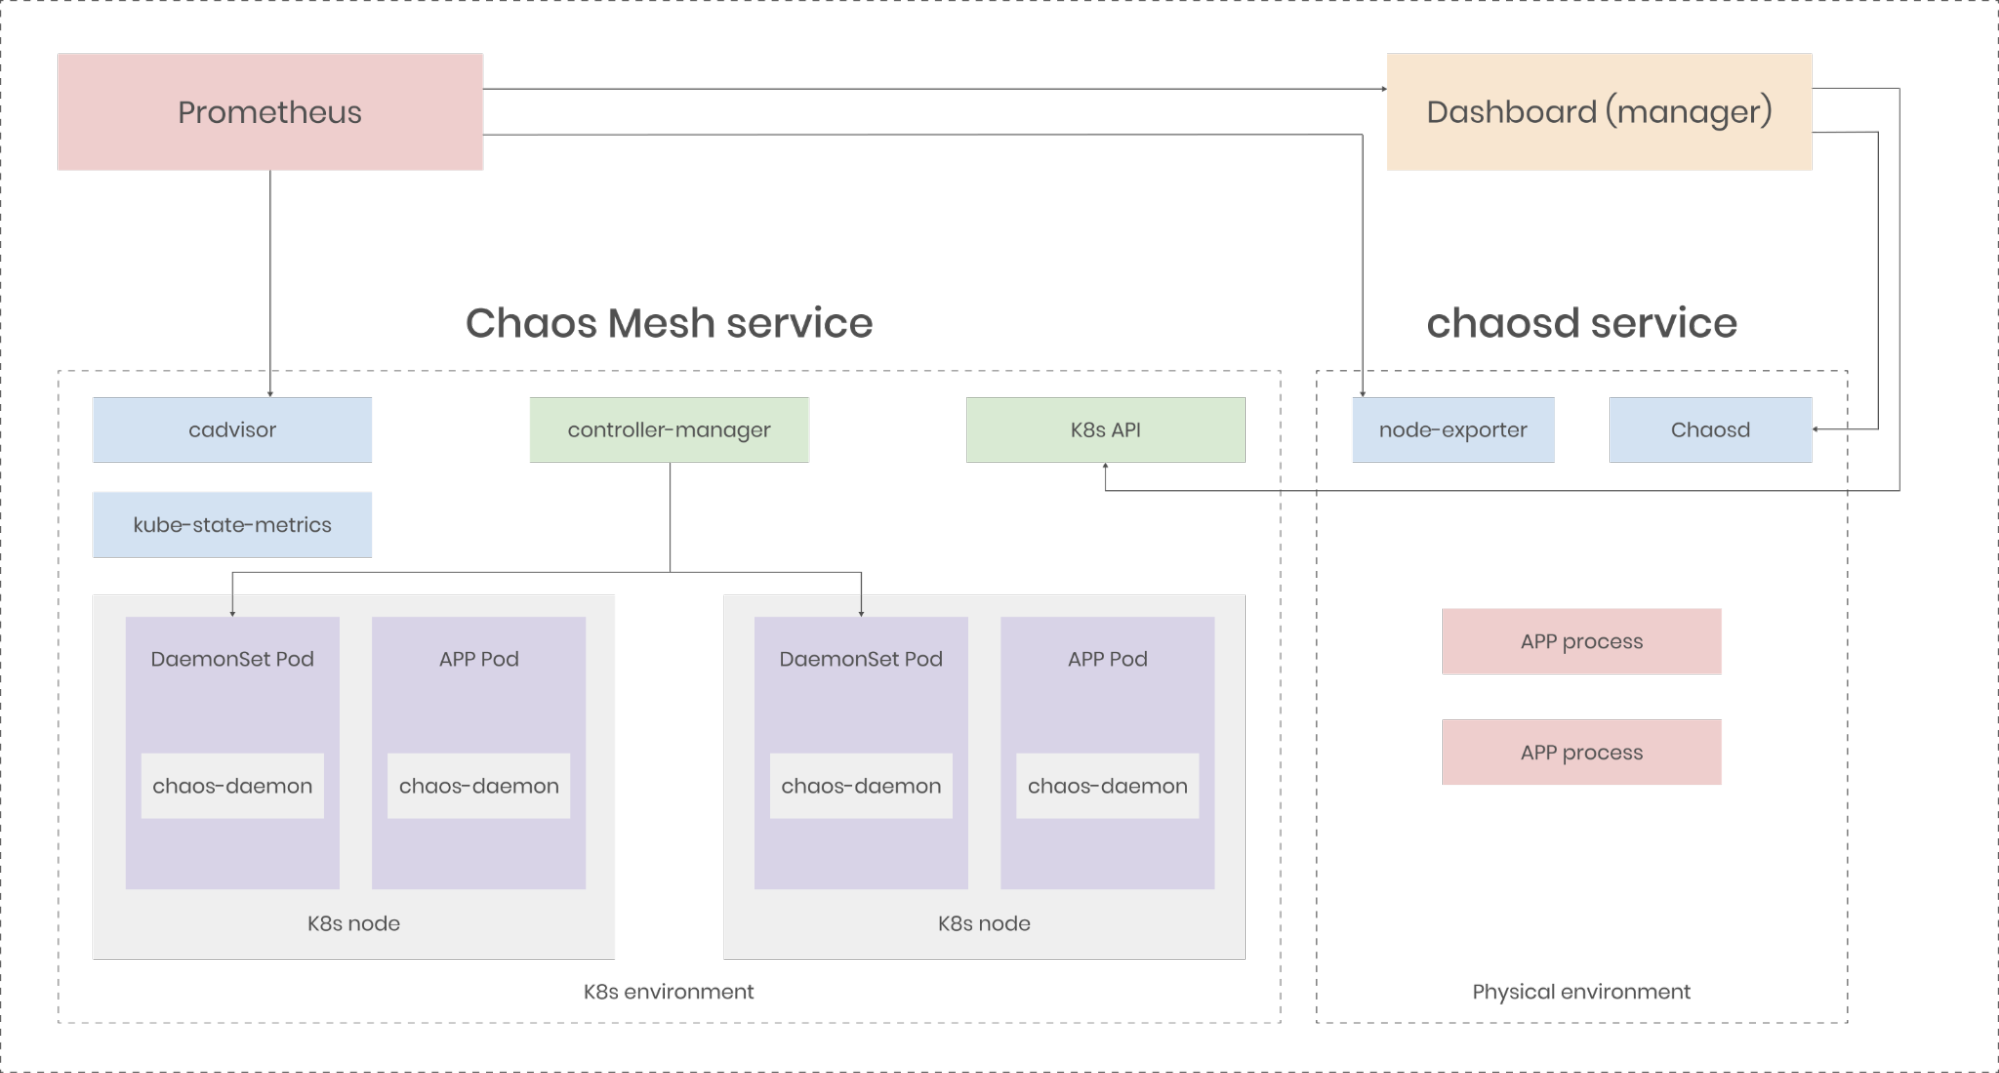 Prometheus
Dashboard (manager)
Chaos Mesh service
chaosd service
cadvisor
controller-manager
K8s API
node-exporter
Chaosd
kube-state-metrics
DaemonSet Pod
APP Pod
DaemonSet Pod
APP Pod
APP process
APP process
chaos-daemon
chaos-daemon
chaos-daemon
chaos-daemon
K8s node
K8s node
K8s environment
Physical environment